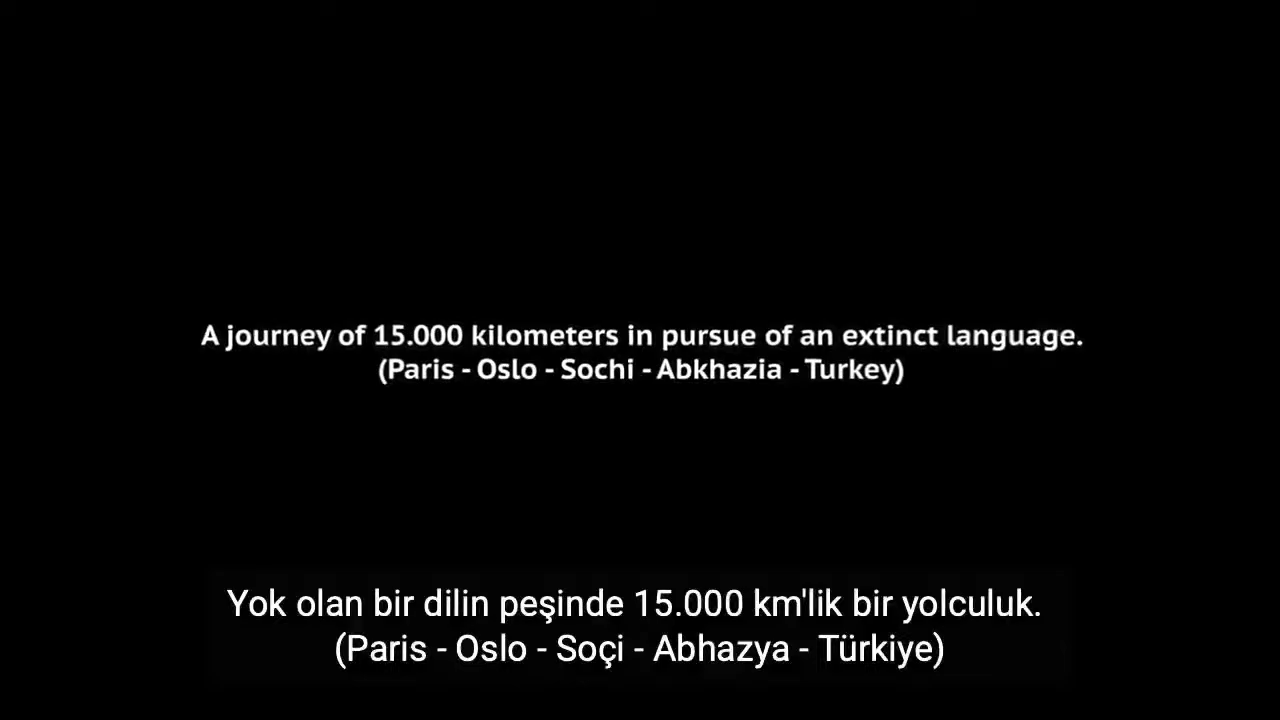 A journey of 15.000 kilometers in pursue of an extinct language.
(Paris - Oslo - Sochi - Abkhazia - Turkey)
Yok olan bir dilin peşinde 15.000 km'lik bir yolculuk.
(Paris - Oslo - Soçi - Abhazya - Türkiye)